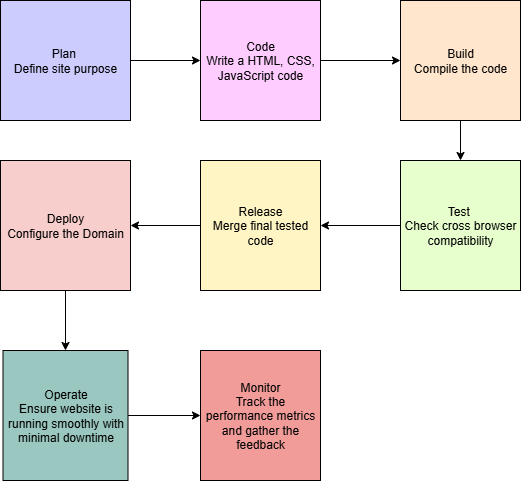 Plan
Define site purpose
Code
Write a HTML, CSS,
JavaScript code
Build
Compile the code
Test
Check cross browser
compatibility
Release
Merge final tested
code
Deploy
Configure the Domain
Operate
Ensure website is
running smoothly with
minimal downtime
Monitor
Track the
performance metrics
and gather the
feedback